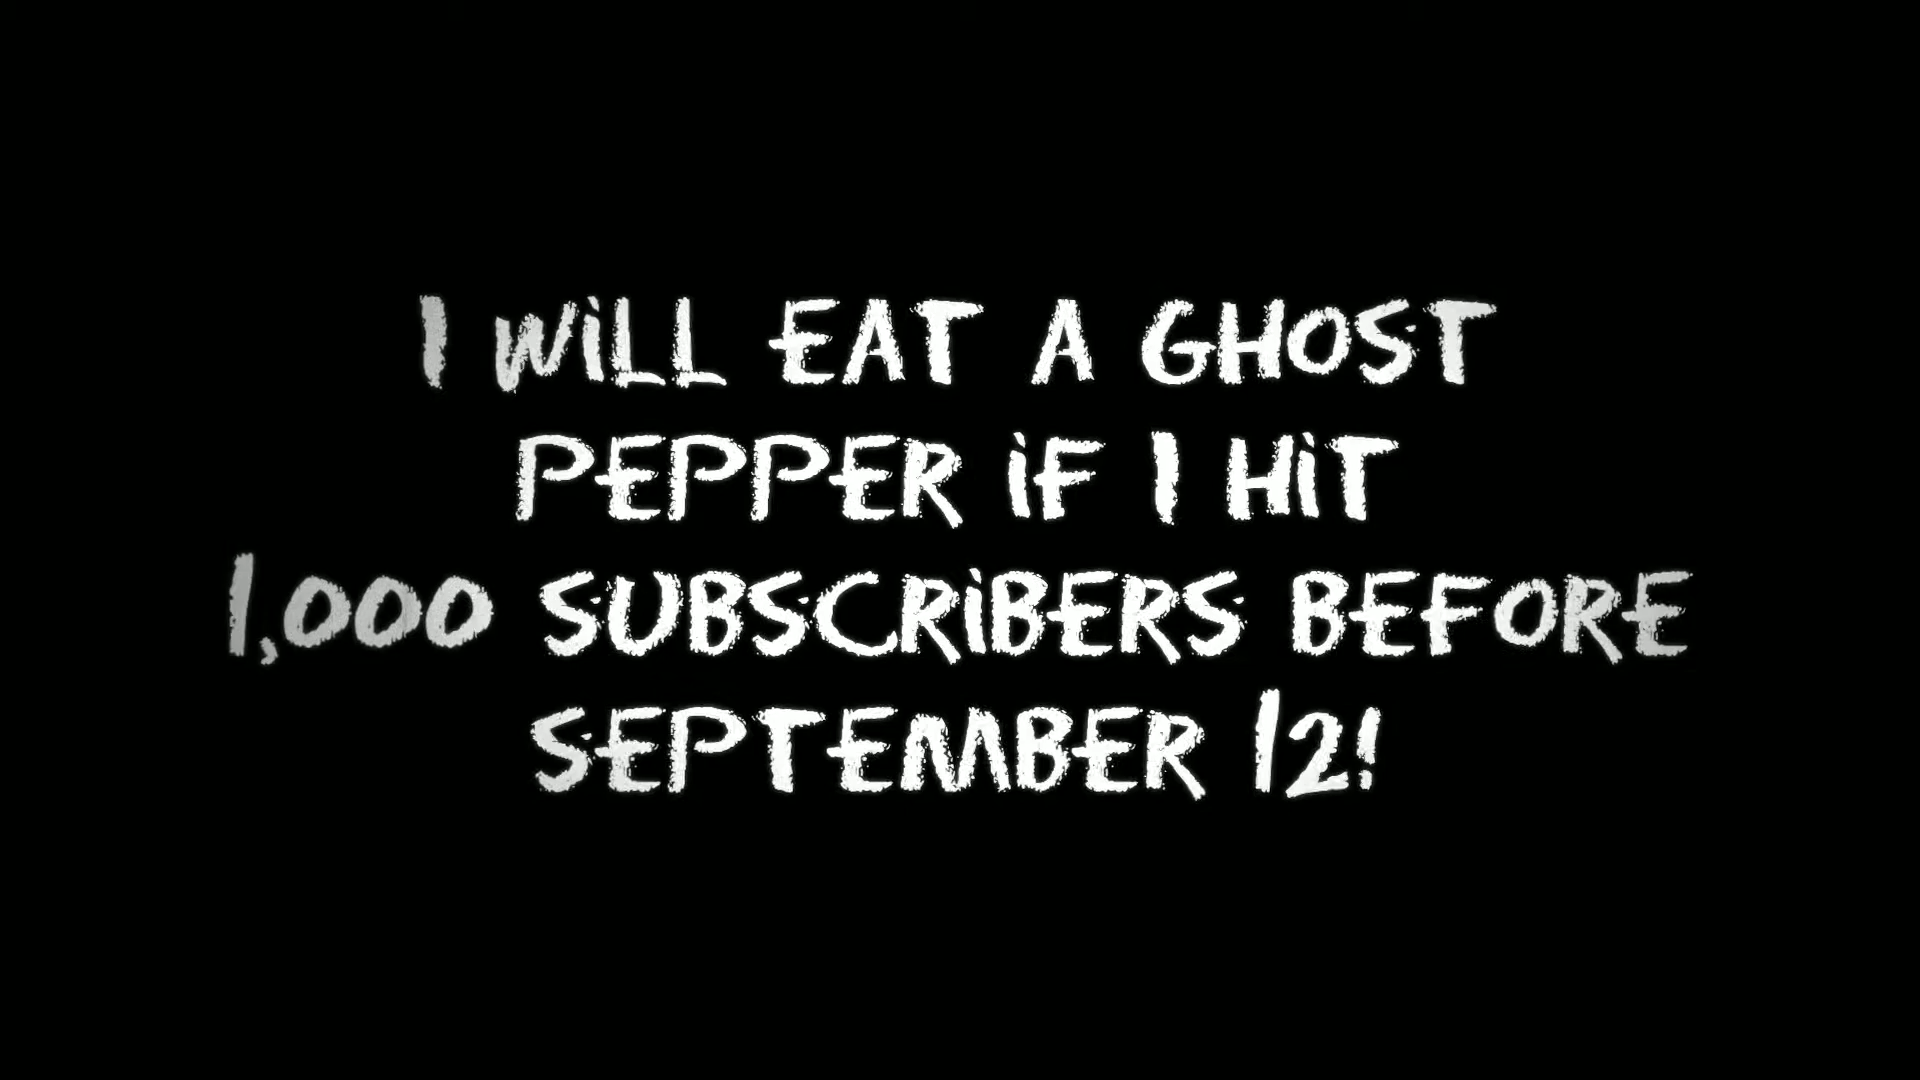 I WiLL EAT A GHOST
PEPPER iF I HiT
1,000 SUBSCRiBERS BEFORE
SEPTEMBER 12!